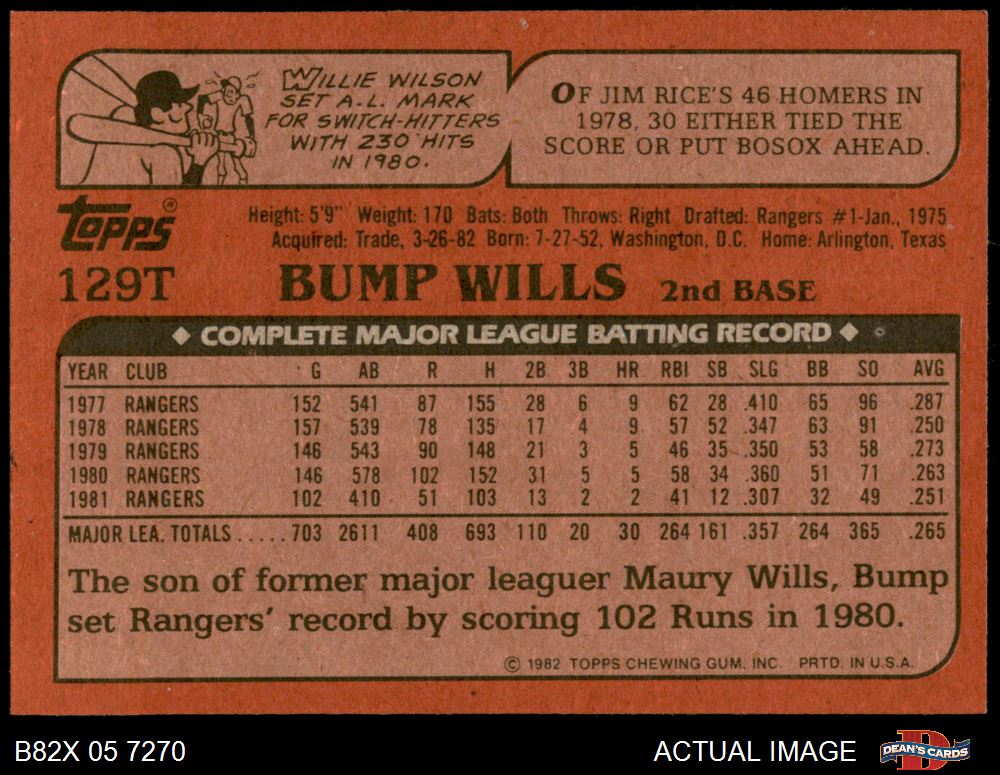 WILLIE WILSON
SET A.L. MARK
FOR SWITCH-HITTERS
WITH 230 HITS
IN 1980.
OF JIM RICE'S 46 HOMERS IN
1978, 30 EITHER TIED THE
SCORE OR PUT BOSOX AHEAD.
topps®
Height: 5'9" Weight: 170 Bats: Both Throws: Right Drafted: Rangers #1-Jan., 1975
Acquired: Trade, 3-26-82 Born: 7-27-52, Washington, D.C. Home: Arlington, Texas
129T BUMP WILLS 2nd BASE
◆ COMPLETE MAJOR LEAGUE BATTING RECORD ◆
YEAR CLUB G AB R H 2B 3B HR RBI SB SLG BB SO AVG
1977 RANGERS 152 541 87 155 28 6 9 62 28 .410 65 96 .287
1978 RANGERS 157 539 78 135 17 4 9 57 52 .347 63 91 .250
1979 RANGERS 146 543 90 148 21 3 5 46 35 .350 53 58 .273
1980 RANGERS 146 578 102 152 31 5 5 58 34 .360 51 71 .263
1981 RANGERS 102 410 51 103 13 2 2 41 12 .307 32 49 .251
MAJOR LEA. TOTALS ..... 703 2611 408 693 110 20 30 264 161 .357 264 365 .265
The son of former major leaguer Maury Wills, Bump
set Rangers' record by scoring 102 Runs in 1980.
© 1982 TOPPS CHEWING GUM, INC. PRTD. IN U.S.A.
B82X 05 7270 ACTUAL IMAGE DEAN'S CARDS